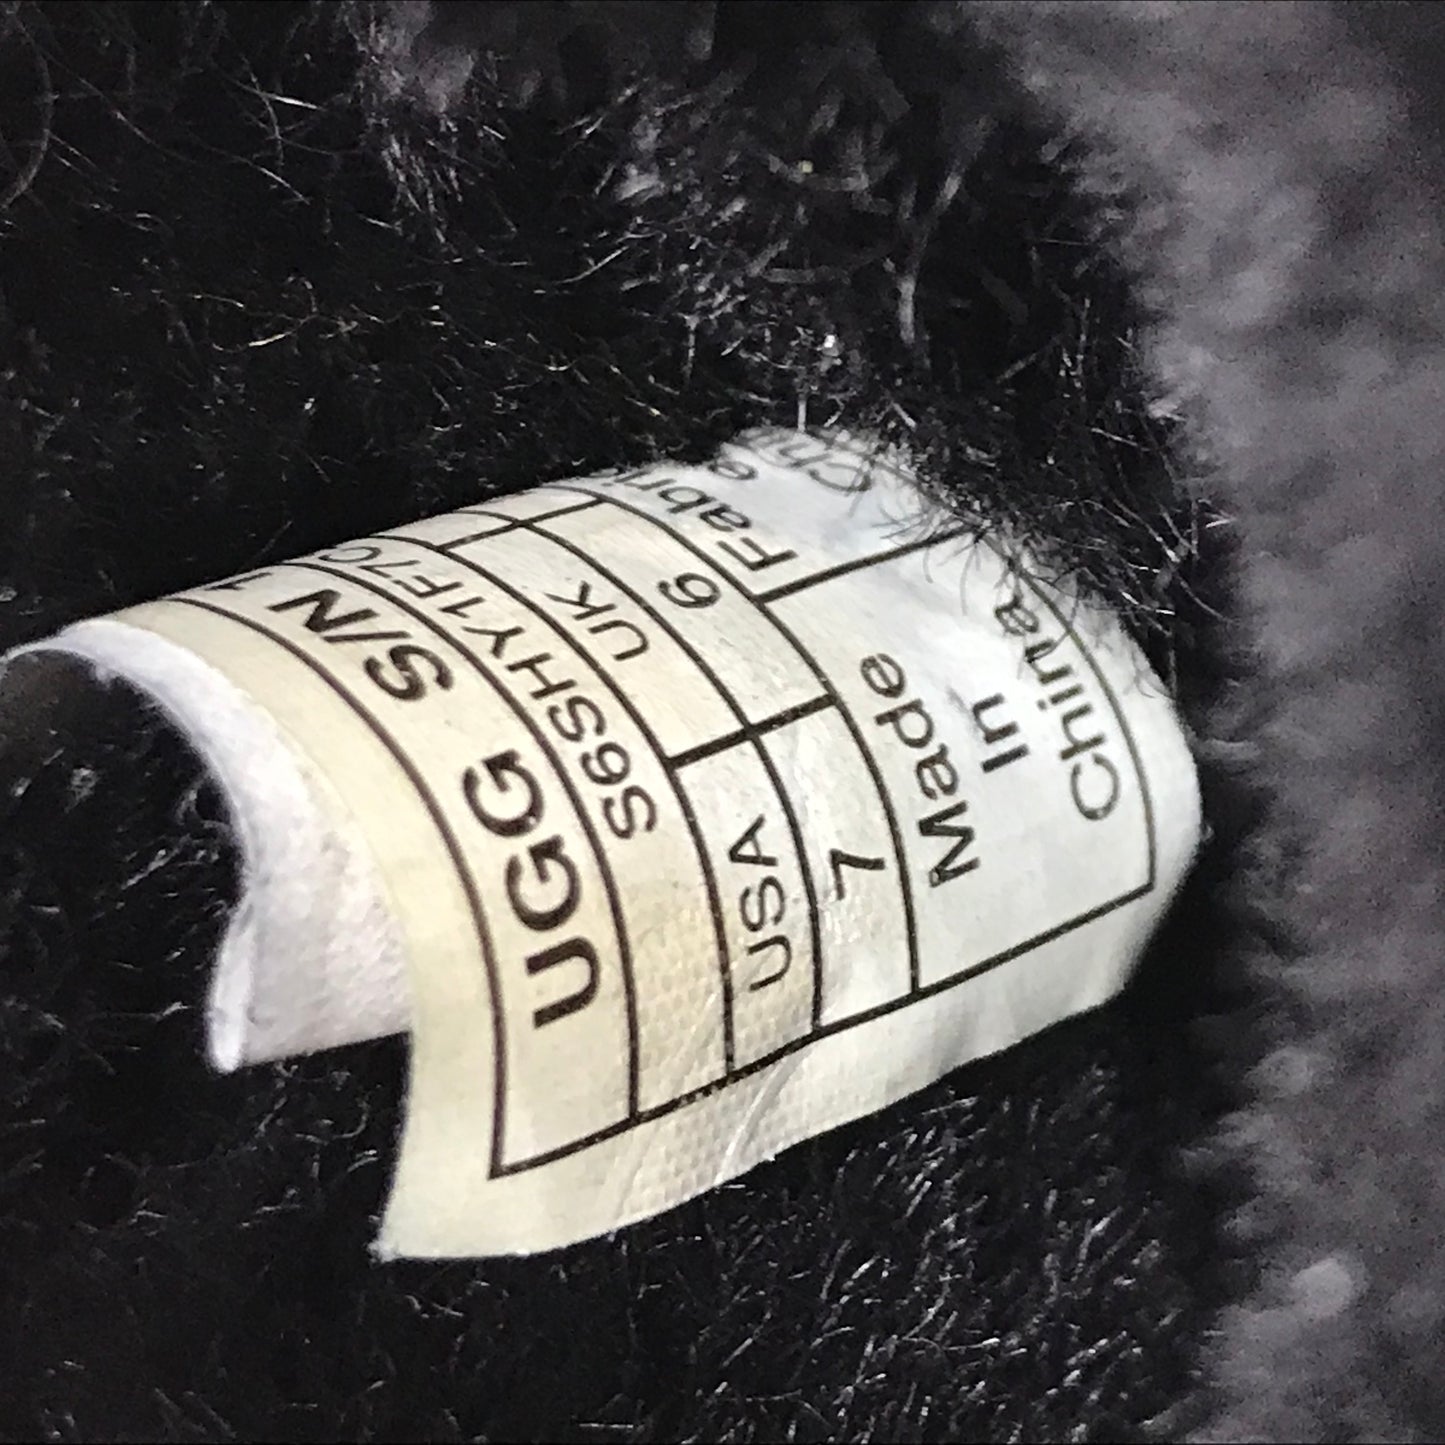 UGG S/N
S6SHY1F7C
USA UK
7 6
Made
In
China